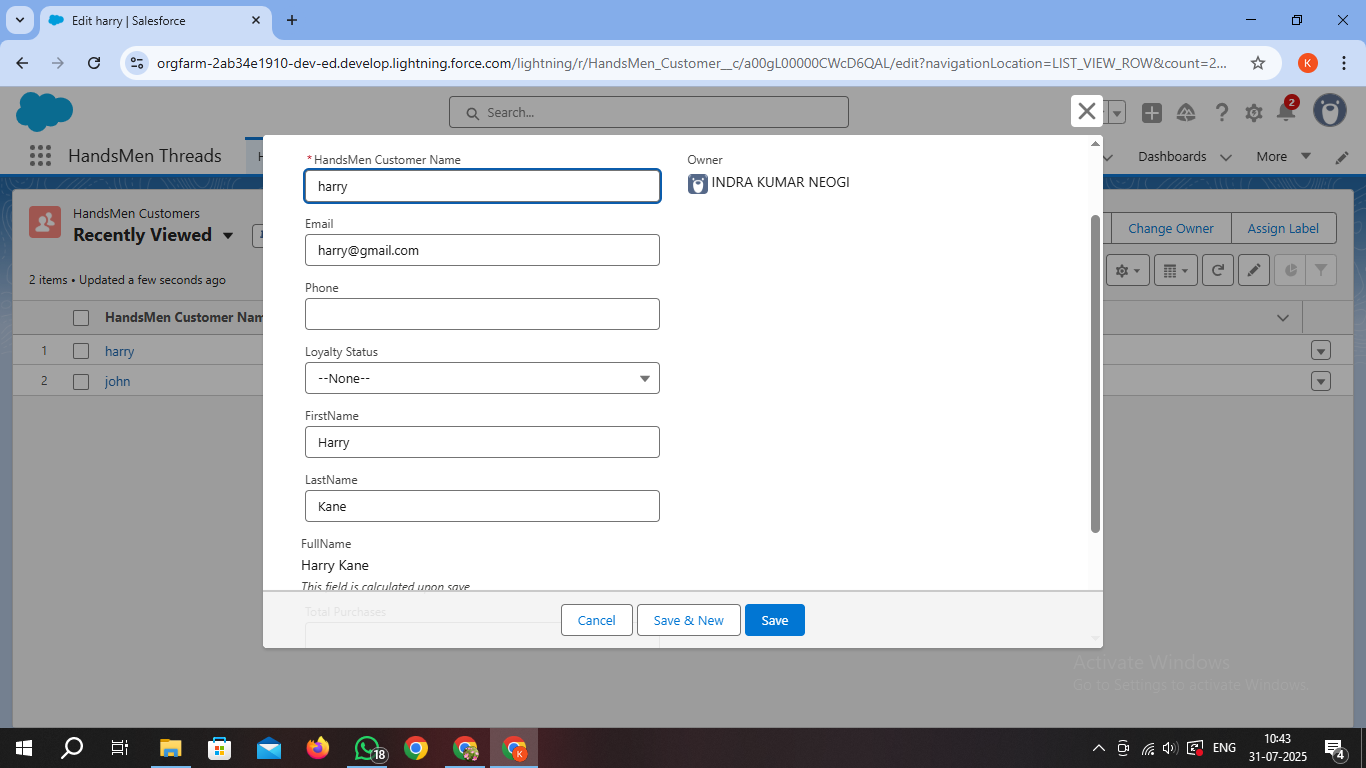 Edit harry | Salesforce
orgfarm-2ab34e1910-dev-ed.develop.lightning.force.com/lightning/r/HandsMen_Customer__c/a00gL00000CWcD6QAL/edit?navigationLocation=LIST_VIEW_ROW&count=2...
K
Search...
2
HandsMen Threads
H
Dashboards
More
HandsMen Customers
Recently Viewed
Change Owner
Assign Label
2 items • Updated a few seconds ago
HandsMen Customer Nam
1
harry
2
john
*HandsMen Customer Name
harry
Owner
INDRA KUMAR NEOGI
Email
harry@gmail.com
Phone
Loyalty Status
--None--
FirstName
Harry
LastName
Kane
FullName
Harry Kane
This field is calculated upon save
Total Purchases
Cancel
Save & New
Save
Activate Windows
Go to Settings to activate Windows.
18
K
ENG
10:43
31-07-2025
4